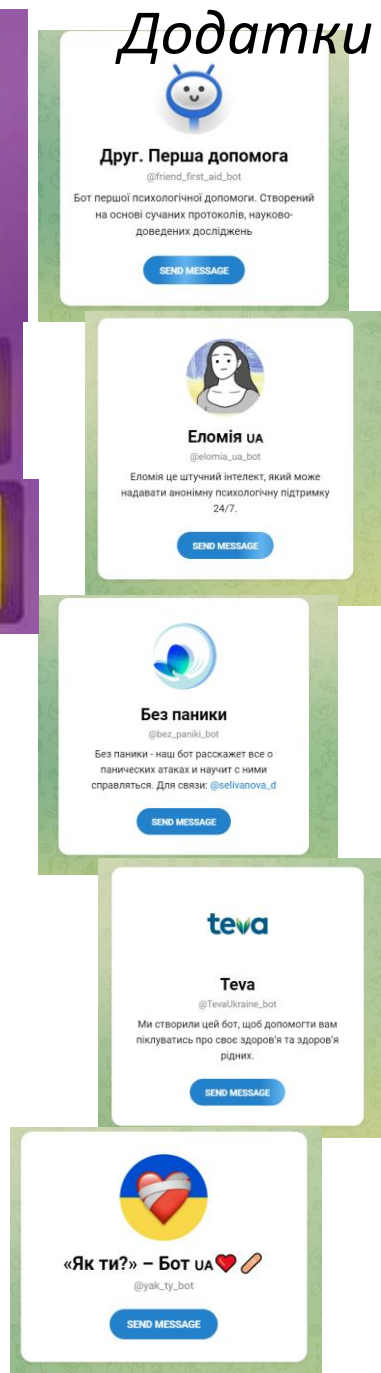 Додатки
Друг. Перша допомога
@friend_first_aid_bot
Бот першої психологічної допомоги. Створений
на основі сучаних протоколів, науково-
доведених досліджень
SEND MESSAGE
Еломія UA
@elomia_ua_bot
Еломія це штучний інтелект, який може
надавати анонімну психологічну підтримку
24/7.
SEND MESSAGE
Без паники
@bez_paniki_bot
Без паники - наш бот расскажет все о
панических атаках и научит с ними
справляться. Для связи: @selivanova_d
SEND MESSAGE
teva
Teva
@TevaUkraine_bot
Ми створили цей бот, щоб допомогти вам
піклуватись про своє здоров'я та здоров'я
рідних.
SEND MESSAGE
«Як ти?» – Бот UA❤️🩹
@yak_ty_bot
SEND MESSAGE